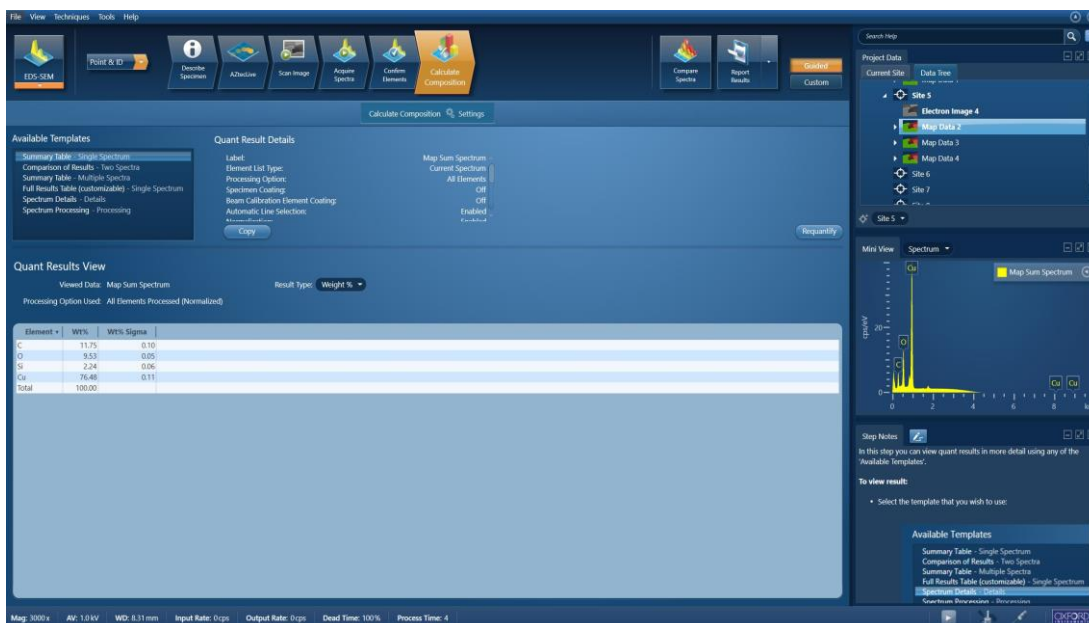 File View Techniques Tools Help
EDS-SEM
Point & ID
Describe Specimen
AZtecLive
Scan Image
Acquire Spectra
Confirm Elements
Calculate Composition
Compare Spectra
Report Results
Guided
Custom
Calculate Composition Settings
Available Templates
Summary Table - Single Spectrum
Comparison of Results - Two Spectra
Summary Table - Multiple Spectra
Full Results Table (customizable) - Single Spectrum
Spectrum Details - Details
Spectrum Processing - Processing
Quant Result Details
Label: Map Sum Spectrum
Element List Type: Current Spectrum
Processing Option: All Elements
Specimen Coating: Off
Beam Calibration Element Coating: Off
Automatic Line Selection: Enabled
Copy
Requantify
Quant Results View
Viewed Data: Map Sum Spectrum
Result Type: Weight %
Processing Option Used: All Elements Processed (Normalized)
Element Wt% Wt% Sigma
C 11.75 0.10
O 9.53 0.05
Si 2.24 0.06
Cu 76.48 0.11
Total 100.00
Search Help
Project Data
Current Site Data Tree
Site 5
Electron Image 4
Map Data 2
Map Data 3
Map Data 4
Site 6
Site 7
Site 5
Mini View Spectrum
Map Sum Spectrum
cps/eV
20
0
Cu
O
C
Cu Cu
0 2 4 6 8
Step Notes
In this step you can view quant results in more detail using any of the
'Available Templates'.
To view result:
• Select the template that you wish to use:
Available Templates
Summary Table - Single Spectrum
Comparison of Results - Two Spectra
Summary Table - Multiple Spectra
Full Results Table (customizable) - Single Spectrum
Spectrum Details - Details
Spectrum Processing - Processing
Mag: 3000 x AV: 1.0 kV WD: 8.31 mm Input Rate: 0 cps Output Rate: 0 cps Dead Time: 100% Process Time: 4
OXFORD